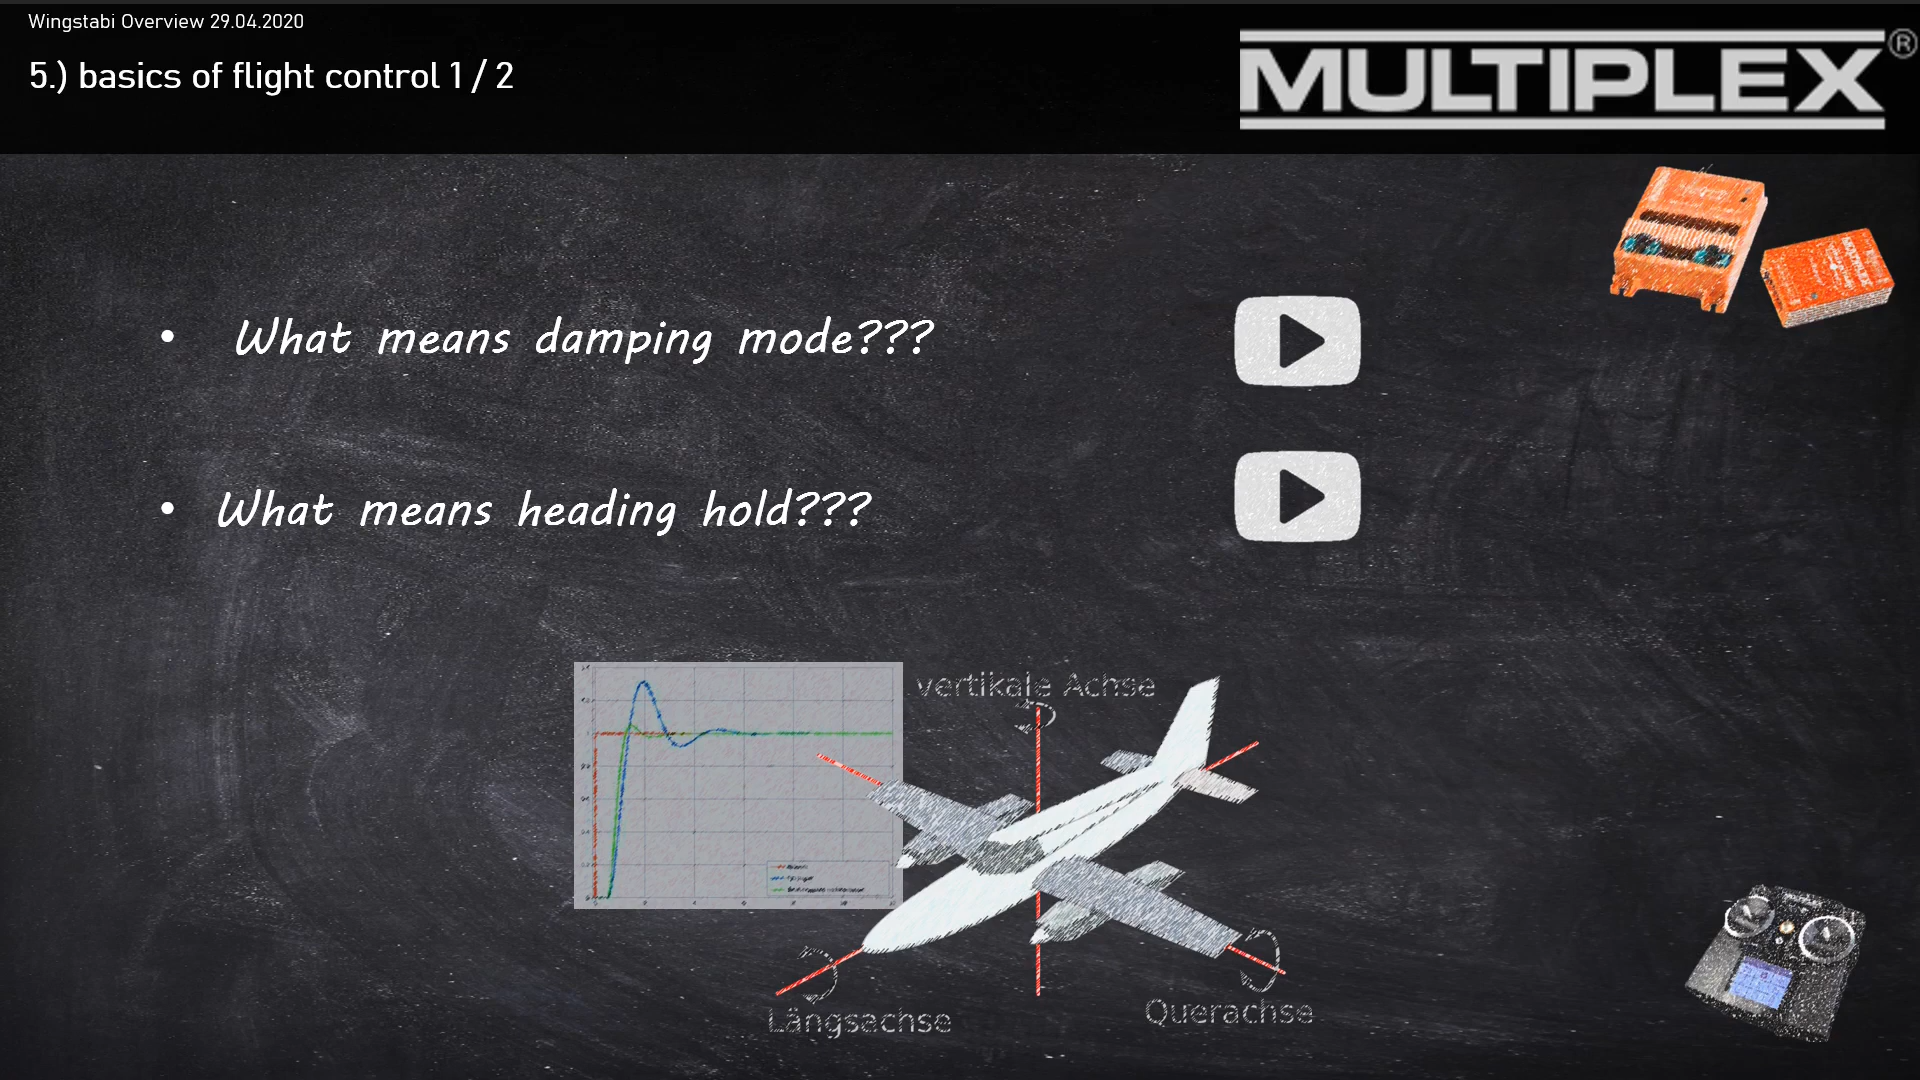 Wingstabi Overview 29.04.2020
5.) basics of flight control 1 / 2
MULTIPLEX®
• What means damping mode???
• What means heading hold???
vertikale Achse
Längsachse
Querachse
MULTIPLEX